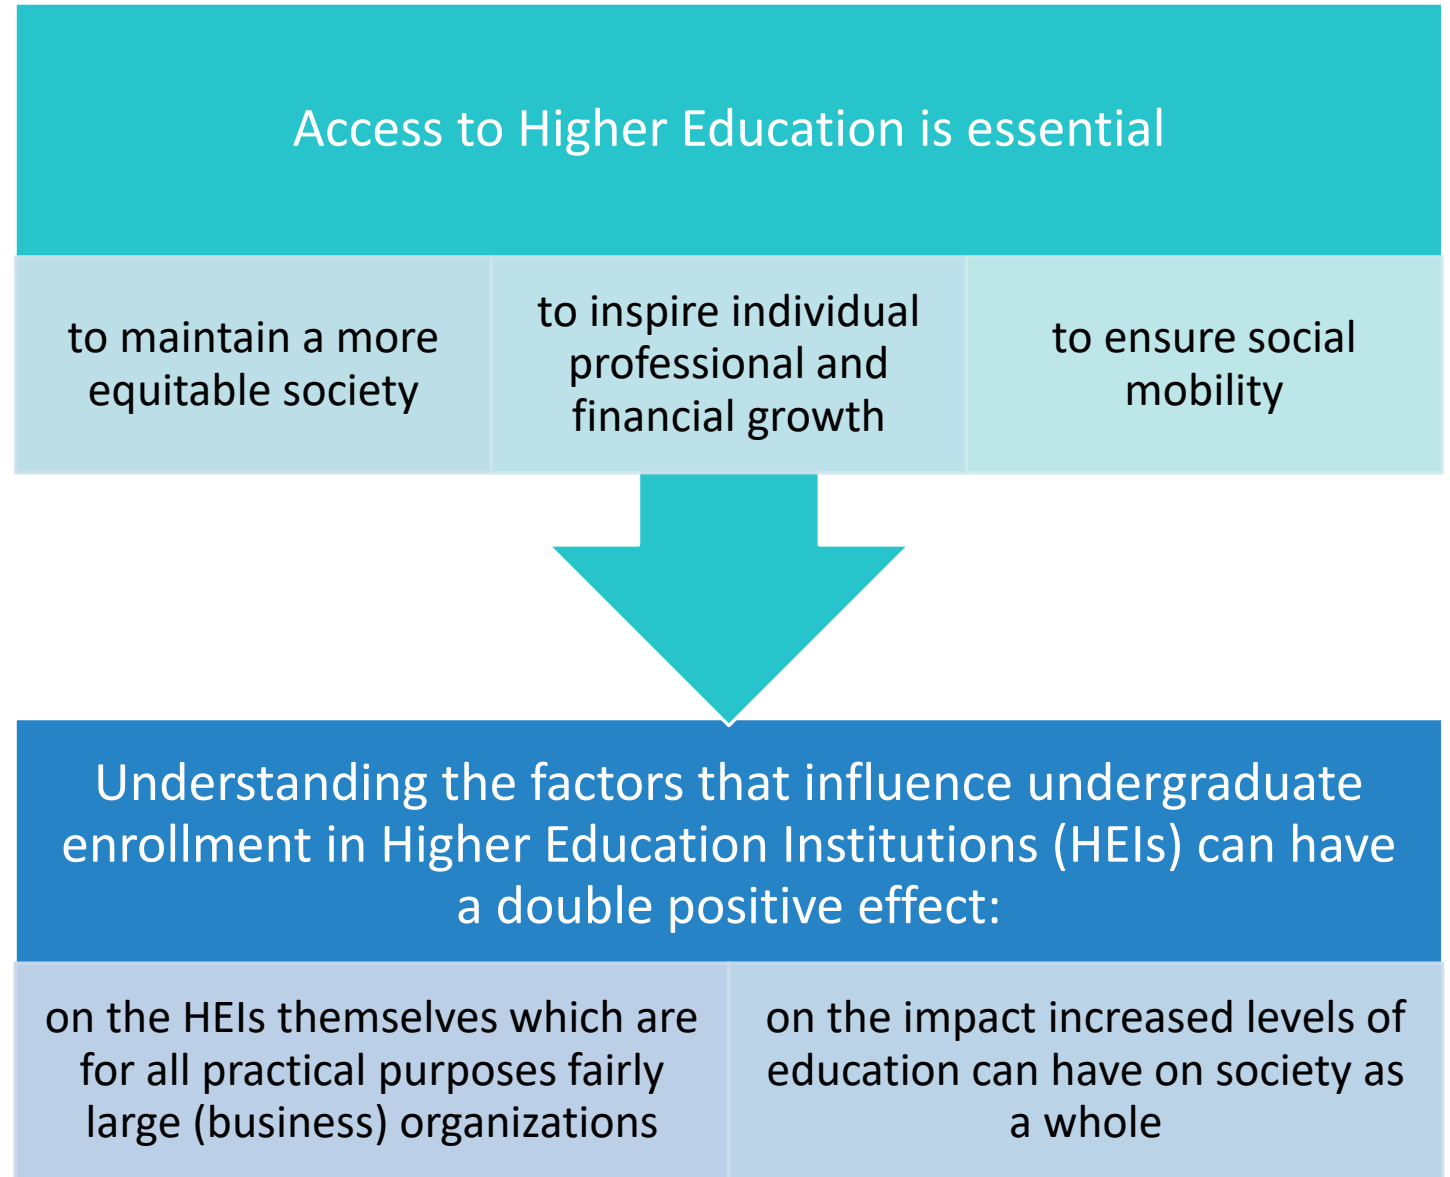 Access to Higher Education is essential
to maintain a more
equitable society
to inspire individual
professional and
financial growth
to ensure social
mobility
Understanding the factors that influence undergraduate
enrollment in Higher Education Institutions (HEIs) can have
a double positive effect:
on the HEIs themselves which are
for all practical purposes fairly
large (business) organizations
on the impact increased levels of
education can have on society as
a whole